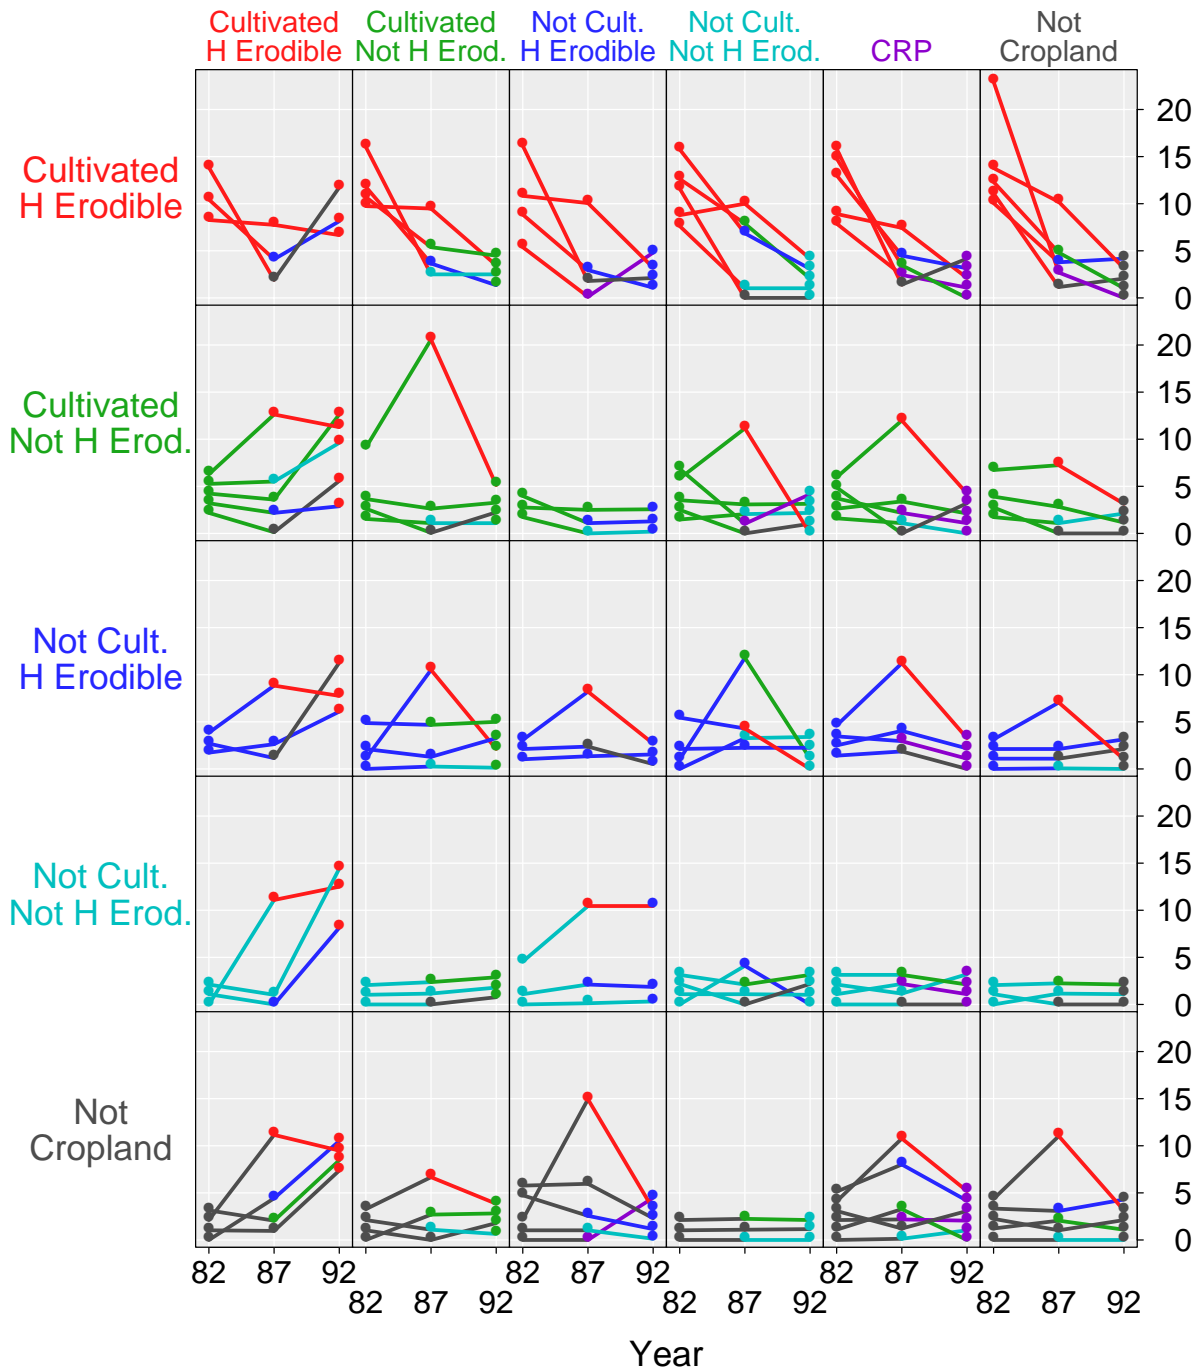 Cultivated Cultivated Not Cult. Not Cult. Not
H Erodible Not H Erod. H Erodible Not H Erod. CRP Cropland
20
Cultivated 15
H Erodible 10
5
0
20
Cultivated 15
Not H Erod. 10
5
0
20
Not Cult. 15
H Erodible 10
5
0
20
Not Cult. 15
Not H Erod. 10
5
0
20
Not 15
Cropland 10
5
0
82 87 92 82 87 92 82 87 92
82 87 92 82 87 92 82 87 92
Year